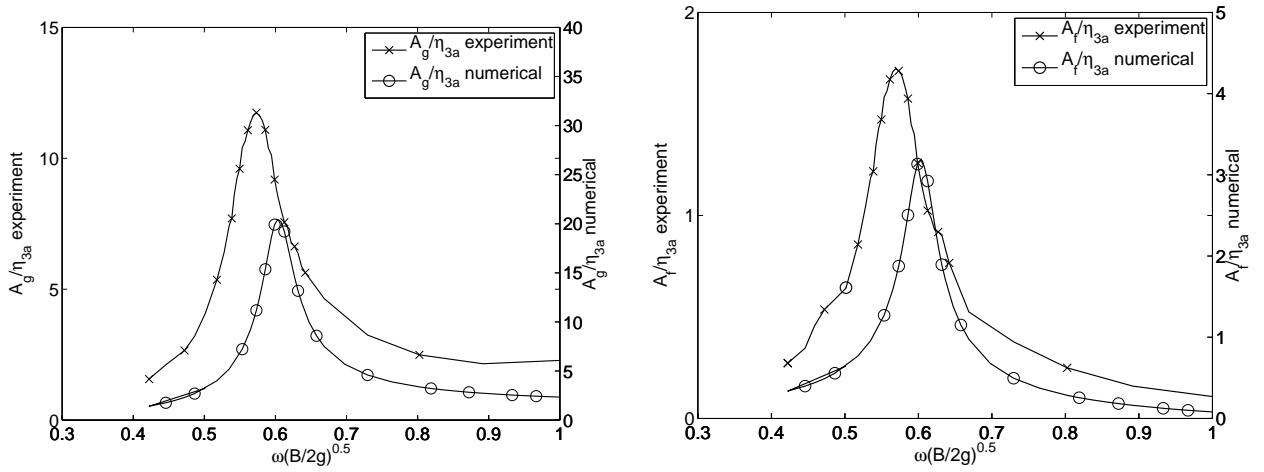 A_g/η_3a experiment
A_g/η_3a numerical
15
10
5
0
40
35
30
25
20
15
10
5
0
0.3 0.4 0.5 0.6 0.7 0.8 0.9 1
A_g/η_3a experiment
A_g/η_3a numerical
ω(B/2g)^0.5
A_f/η_3a experiment
A_f/η_3a numerical
2
1
0
5
4
3
2
1
0
0.3 0.4 0.5 0.6 0.7 0.8 0.9 1
A_f/η_3a experiment
A_f/η_3a numerical
ω(B/2g)^0.5